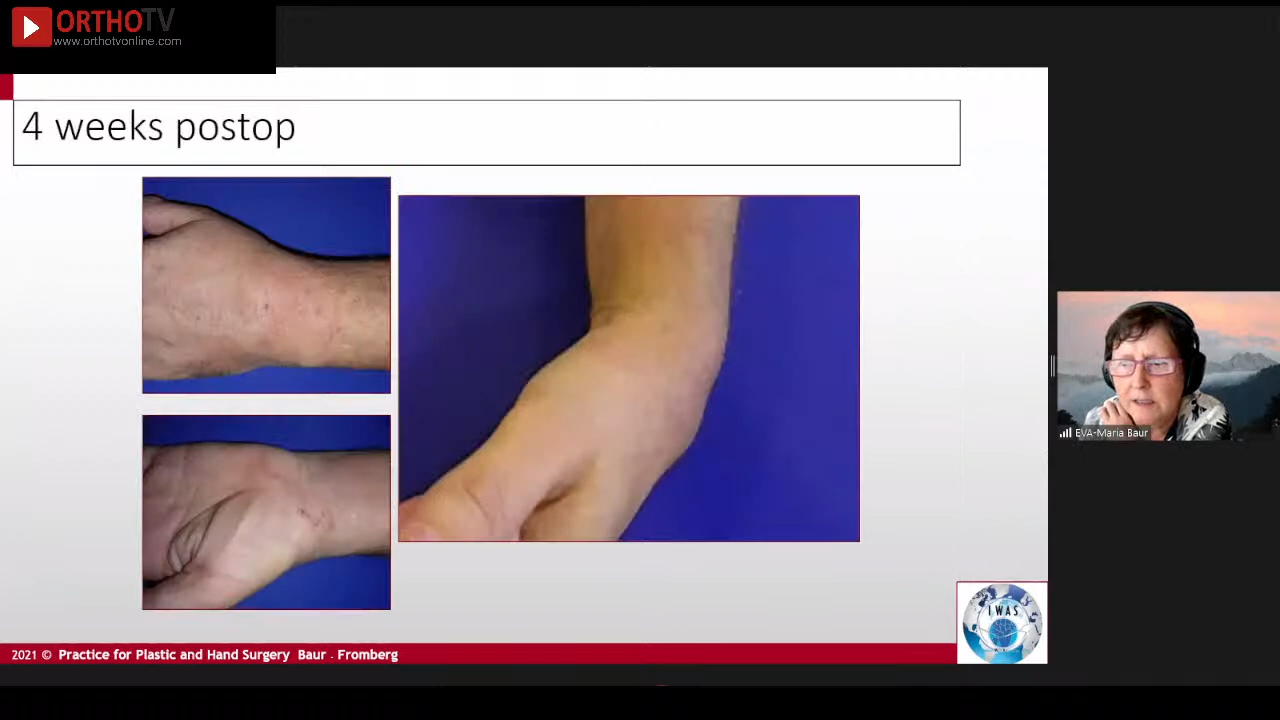 ORTHOTV
www.orthotvonline.com
4 weeks postop
EVA-Maria Baur
IWAS
2021 © Practice for Plastic and Hand Surgery Baur - Fromberg